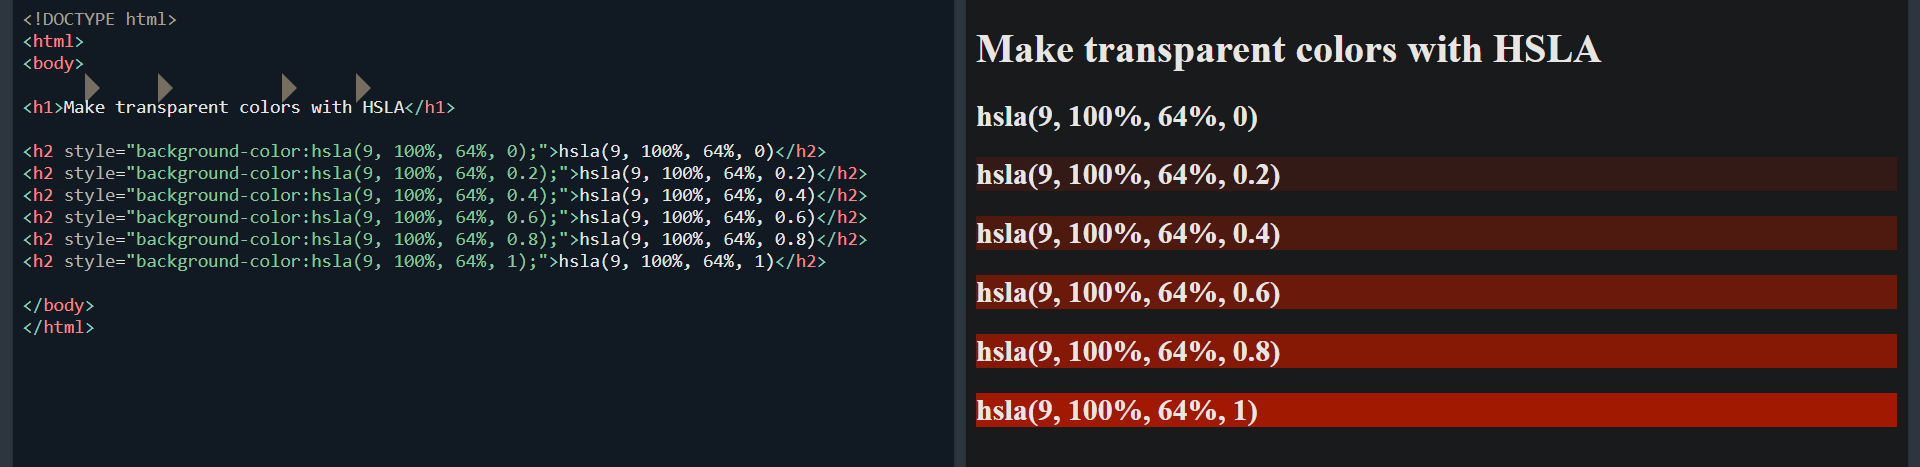 <!DOCTYPE html>
<html>
<body>
<h1>Make transparent colors with HSLA</h1>
<h2 style="background-color:hsla(9, 100%, 64%, 0);">hsla(9, 100%, 64%, 0)</h2>
<h2 style="background-color:hsla(9, 100%, 64%, 0.2);">hsla(9, 100%, 64%, 0.2)</h2>
<h2 style="background-color:hsla(9, 100%, 64%, 0.4);">hsla(9, 100%, 64%, 0.4)</h2>
<h2 style="background-color:hsla(9, 100%, 64%, 0.6);">hsla(9, 100%, 64%, 0.6)</h2>
<h2 style="background-color:hsla(9, 100%, 64%, 0.8);">hsla(9, 100%, 64%, 0.8)</h2>
<h2 style="background-color:hsla(9, 100%, 64%, 1);">hsla(9, 100%, 64%, 1)</h2>
</body>
</html>
Make transparent colors with HSLA
hsla(9, 100%, 64%, 0)
hsla(9, 100%, 64%, 0.2)
hsla(9, 100%, 64%, 0.4)
hsla(9, 100%, 64%, 0.6)
hsla(9, 100%, 64%, 0.8)
hsla(9, 100%, 64%, 1)